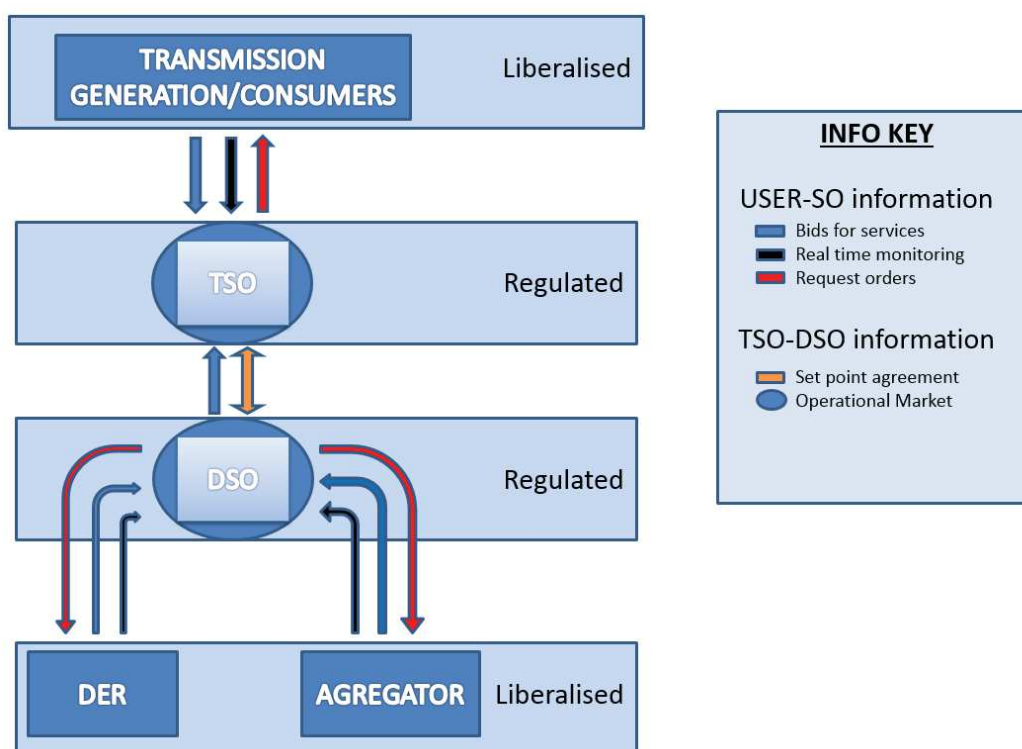 TRANSMISSION
GENERATION/CONSUMERS
Liberalised
TSO
Regulated
DSO
Regulated
DER
AGREGATOR
Liberalised
INFO KEY
USER-SO information
Bids for services
Real time monitoring
Request orders
TSO-DSO information
Set point agreement
Operational Market